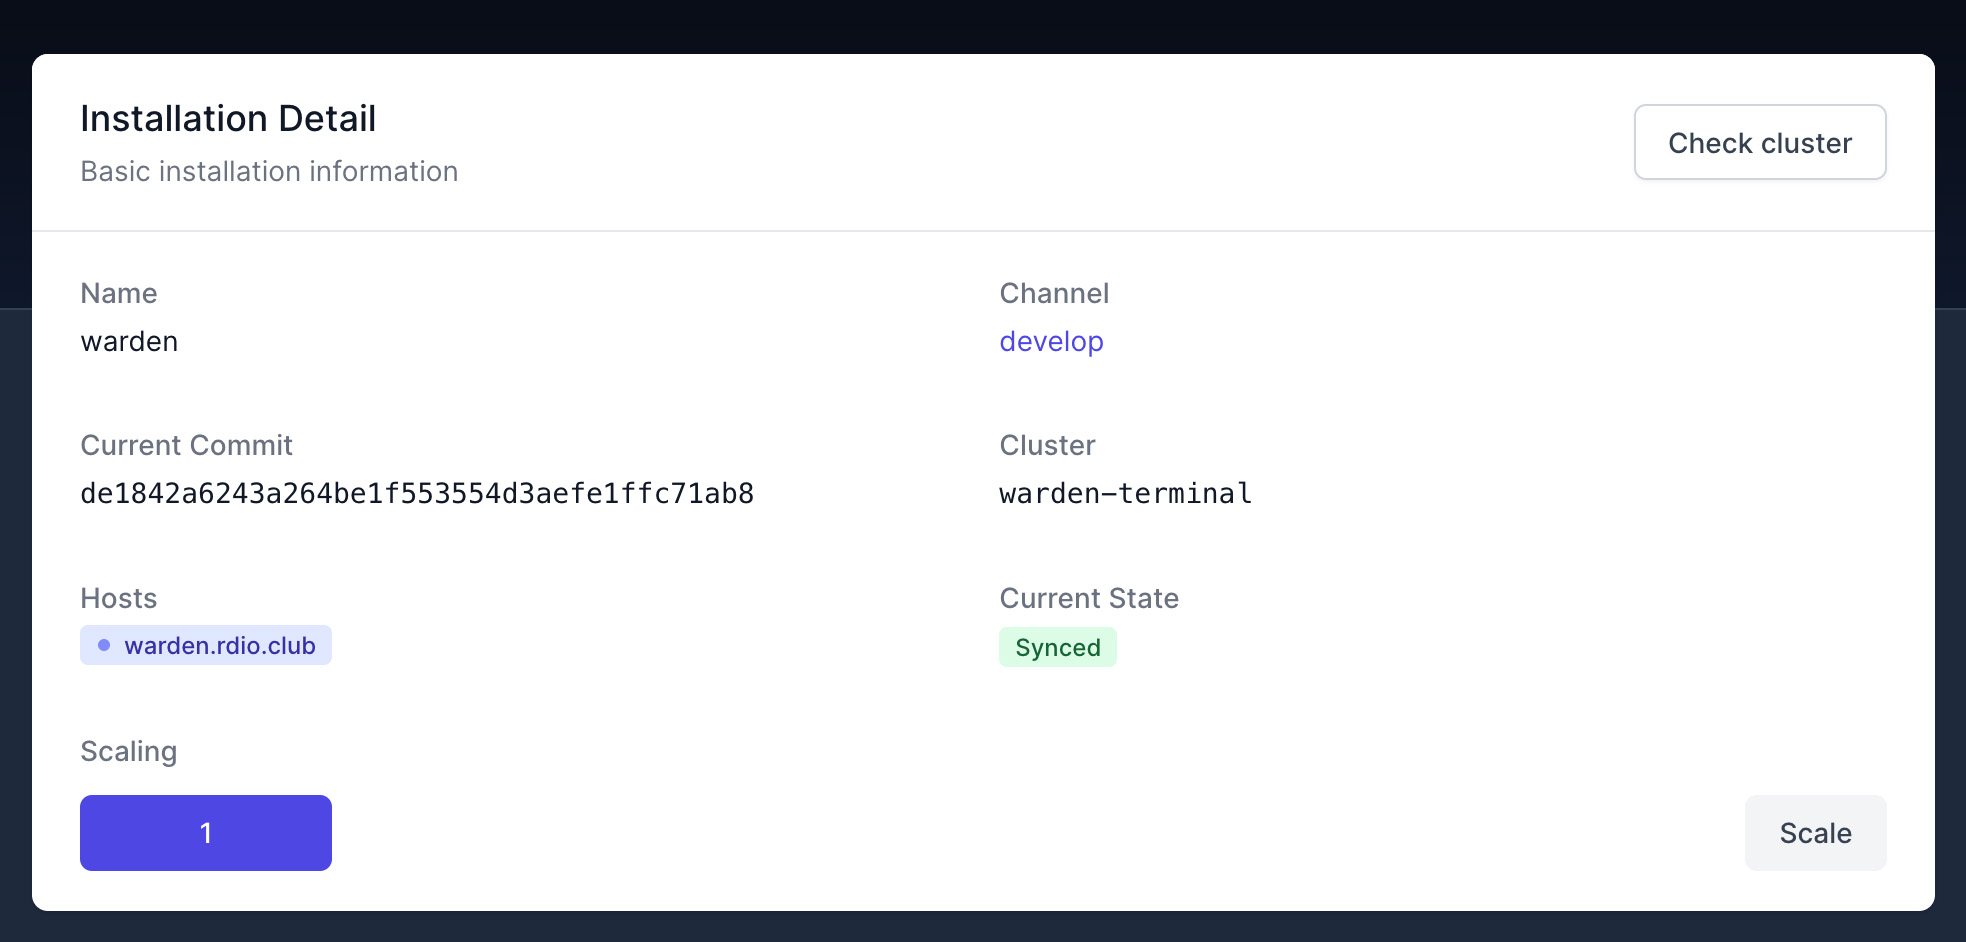 Installation Detail
Basic installation information
Check cluster
Name
warden
Channel
develop
Current Commit
de1842a6243a264be1f553554d3aefe1ffc71ab8
Cluster
warden-terminal
Hosts
warden.rdio.club
Current State
Synced
Scaling
1
Scale